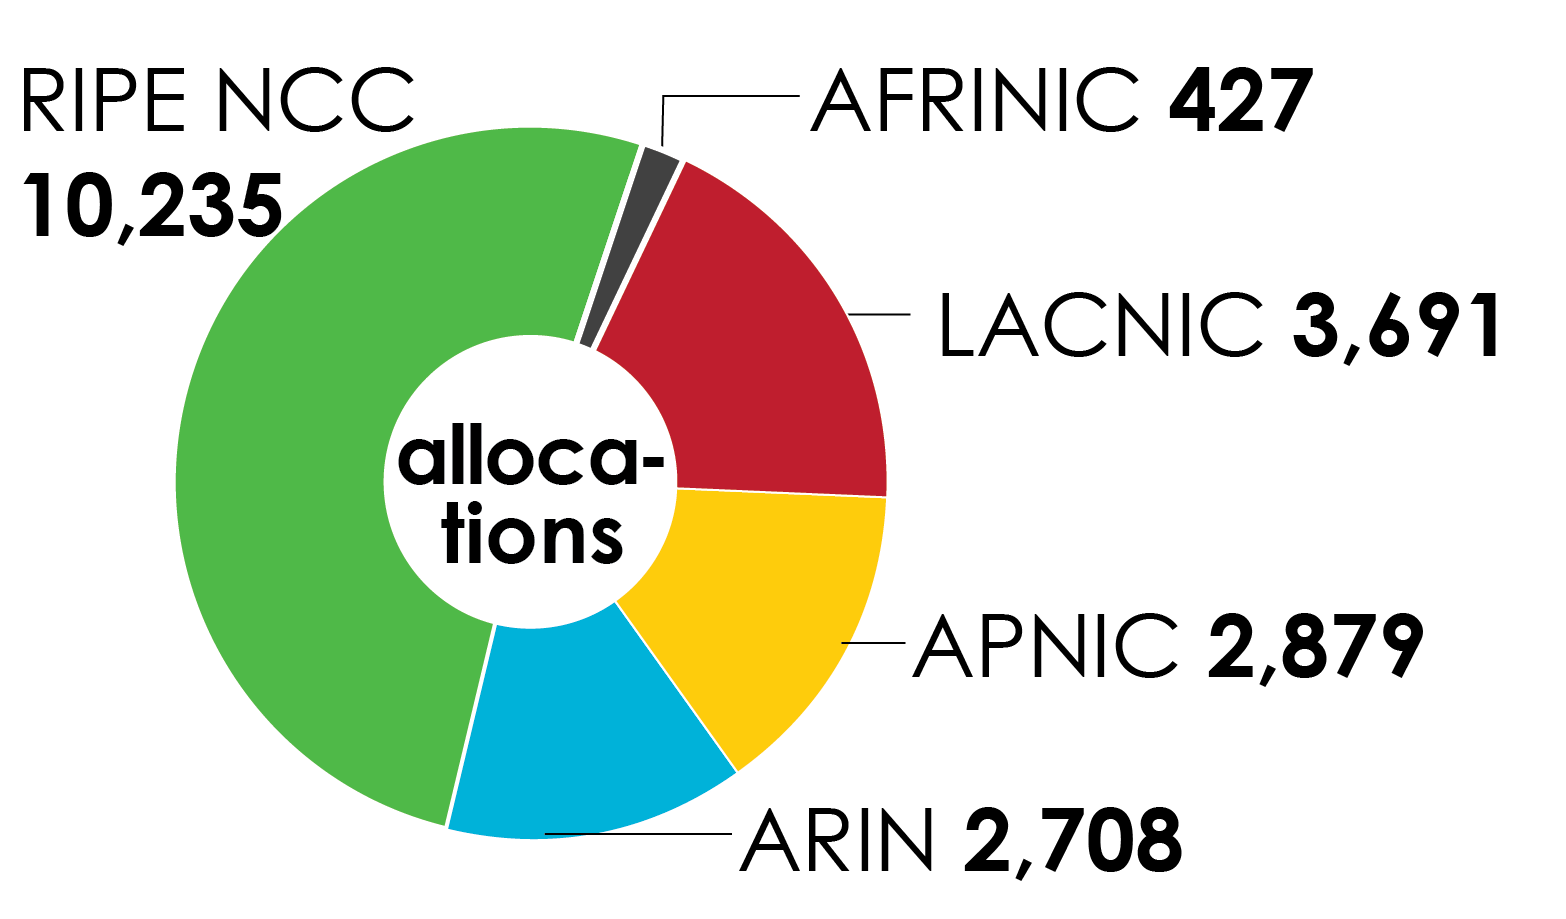 RIPE NCC
10,235
AFRINIC 427
LACNIC 3,691
alloca-
tions
APNIC 2,879
ARIN 2,708